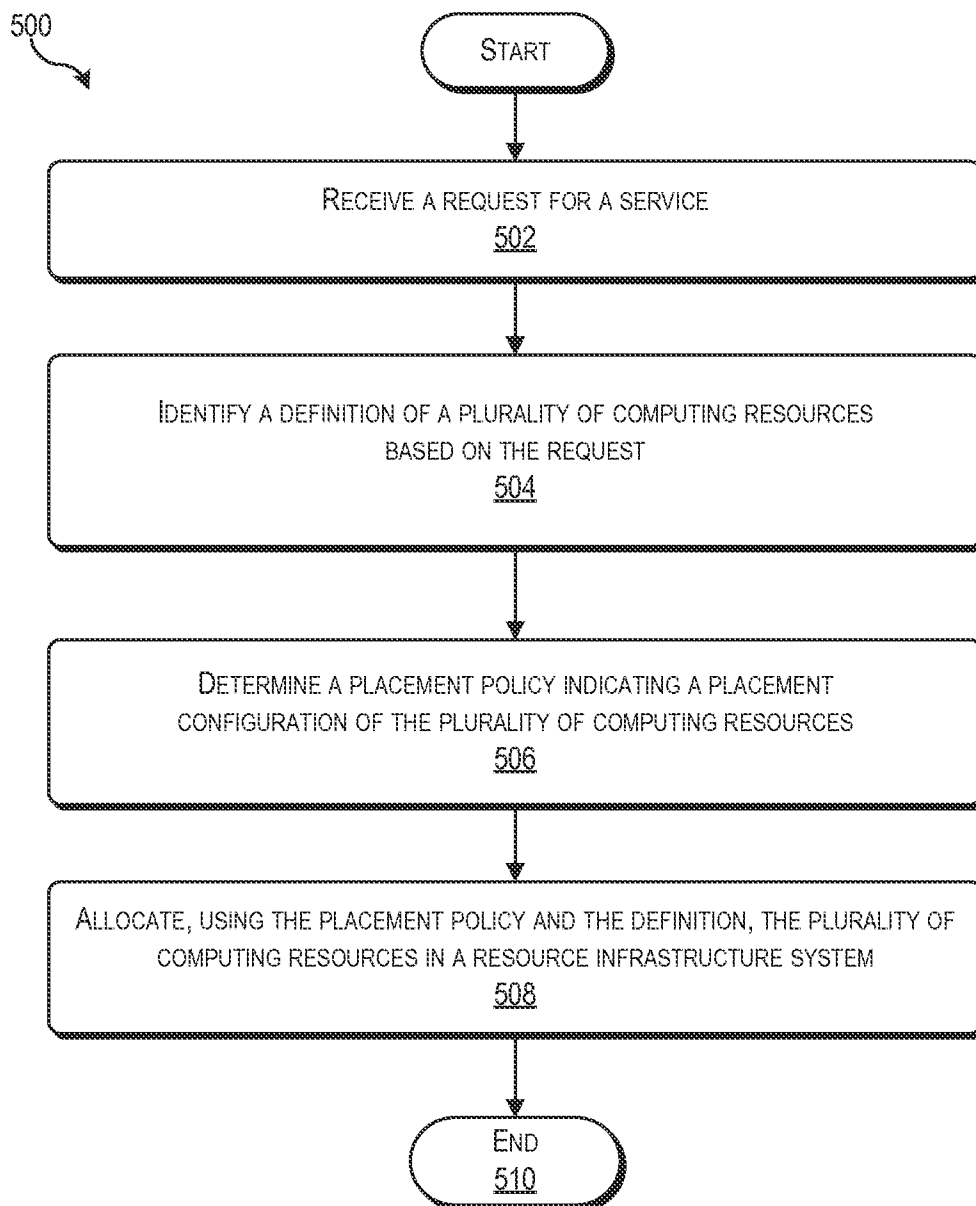 500
START
RECEIVE A REQUEST FOR A SERVICE
502
IDENTIFY A DEFINITION OF A PLURALITY OF COMPUTING RESOURCES
BASED ON THE REQUEST
504
DETERMINE A PLACEMENT POLICY INDICATING A PLACEMENT
CONFIGURATION OF THE PLURALITY OF COMPUTING RESOURCES
506
ALLOCATE, USING THE PLACEMENT POLICY AND THE DEFINITION, THE PLURALITY OF
COMPUTING RESOURCES IN A RESOURCE INFRASTRUCTURE SYSTEM
508
END
510